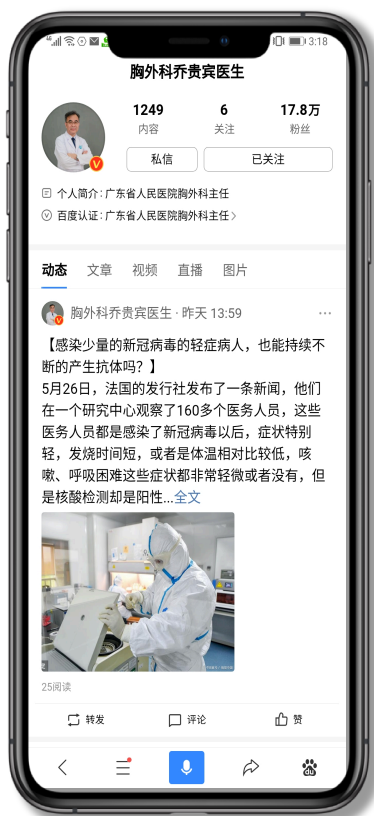 3:18
胸外科乔贵宾医生
1249 6 17.8万
内容 关注 粉丝
私信 已关注
个人简介:广东省人民医院胸外科主任
百度认证:广东省人民医院胸外科主任
动态 文章 视频 直播 图片
胸外科乔贵宾医生·昨天 13:59
【感染少量的新冠病毒的轻症病人，也能持续不
断的产生抗体吗？】
5月26日，法国的发行社发布了一条新闻，他们
在一个研究中心观察了160多个医务人员，这些
医务人员都是感染了新冠病毒以后，症状特别
轻，发烧时间短，或者是体温相对比较低，咳
嗽、呼吸困难这些症状都非常轻微或者没有，但
是核酸检测却是阳性...全文
25阅读
转发 评论 赞
du